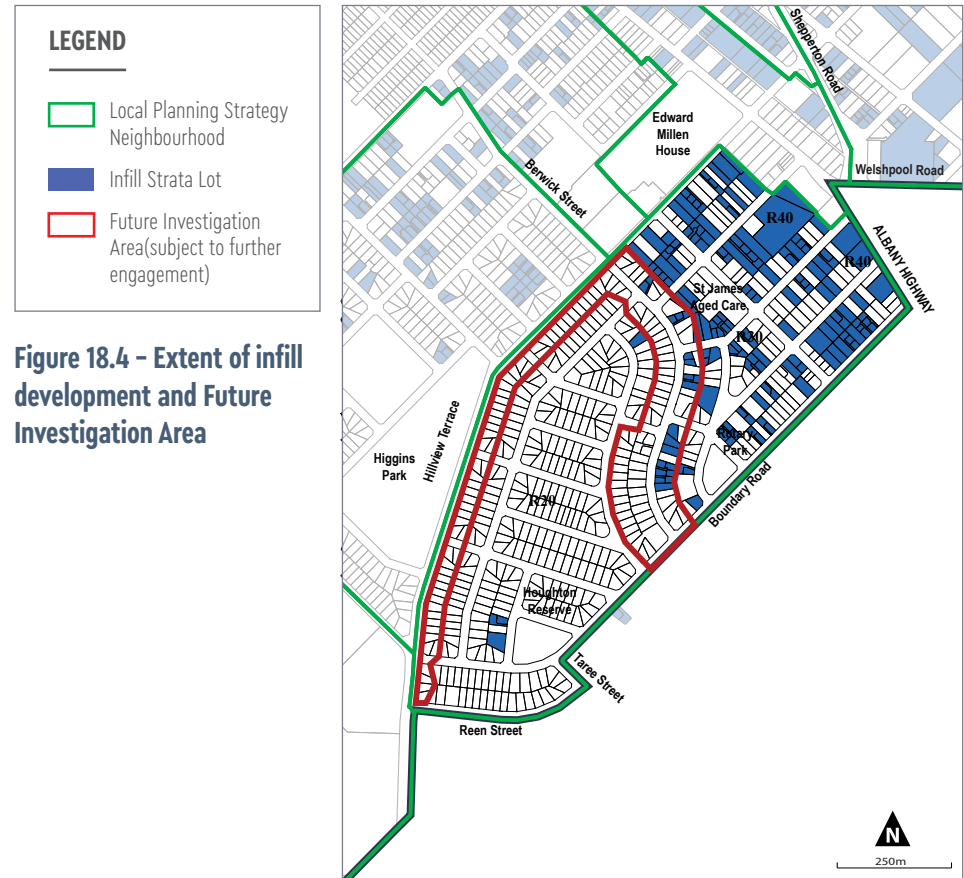 LEGEND
Local Planning Strategy
Neighbourhood
Infill Strata Lot
Future Investigation
Area(subject to further
engagement)
Figure 18.4 – Extent of infill
development and Future
Investigation Area
Shepperton Road
Edward
Millen
House
Welshpool Road
Berwick Street
R40
ALBANY HIGHWAY
R40
St James
Aged Care
R30
Hillview Terrace
Higgins
Park
Rotary
Park
Boundary Road
R20
Houghton
Reserve
Taree Street
Reen Street
N
250m